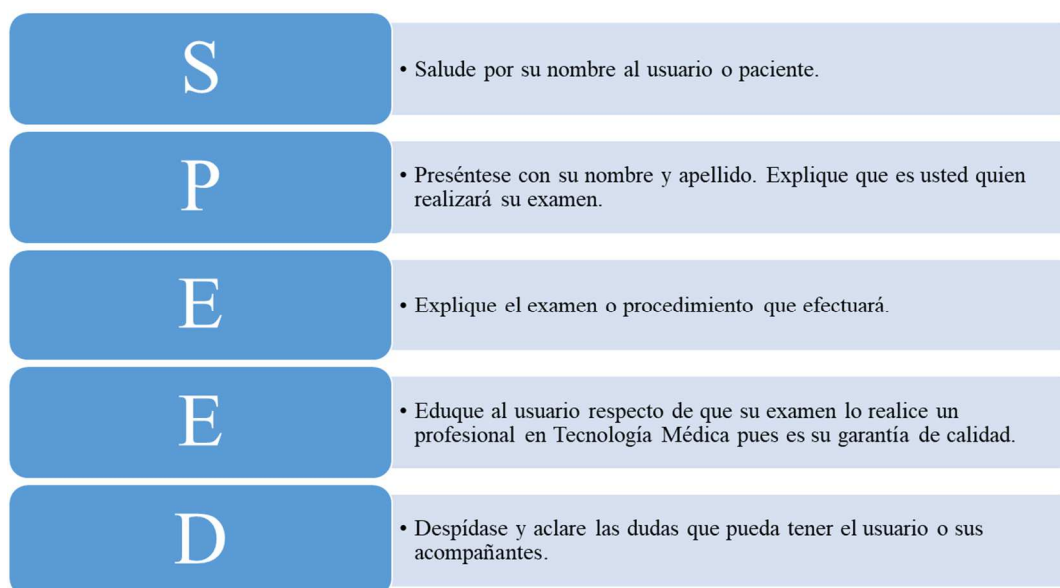 S
• Salude por su nombre al usuario o paciente.
P
• Preséntese con su nombre y apellido. Explique que es usted quien
realizará su examen.
E
• Explique el examen o procedimiento que efectuará.
E
• Eduque al usuario respecto de que su examen lo realice un
profesional en Tecnología Médica pues es su garantía de calidad.
D
• Despídase y aclare las dudas que pueda tener el usuario o sus
acompañantes.